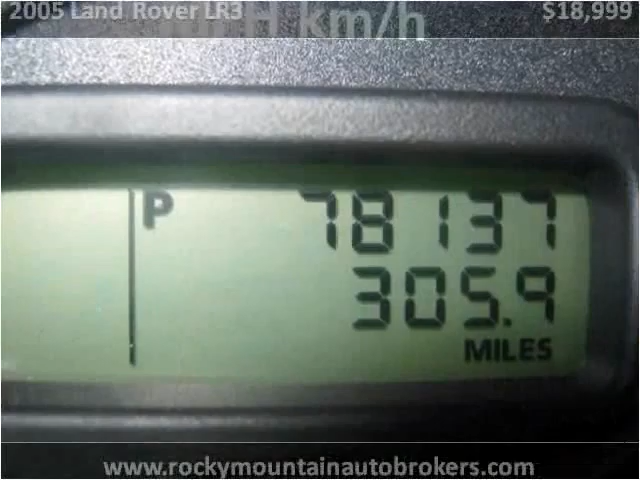 2005 Land Rover LR3 $18,999
km/h
P 78137
305.9
MILES
www.rockymountainautobrokers.com